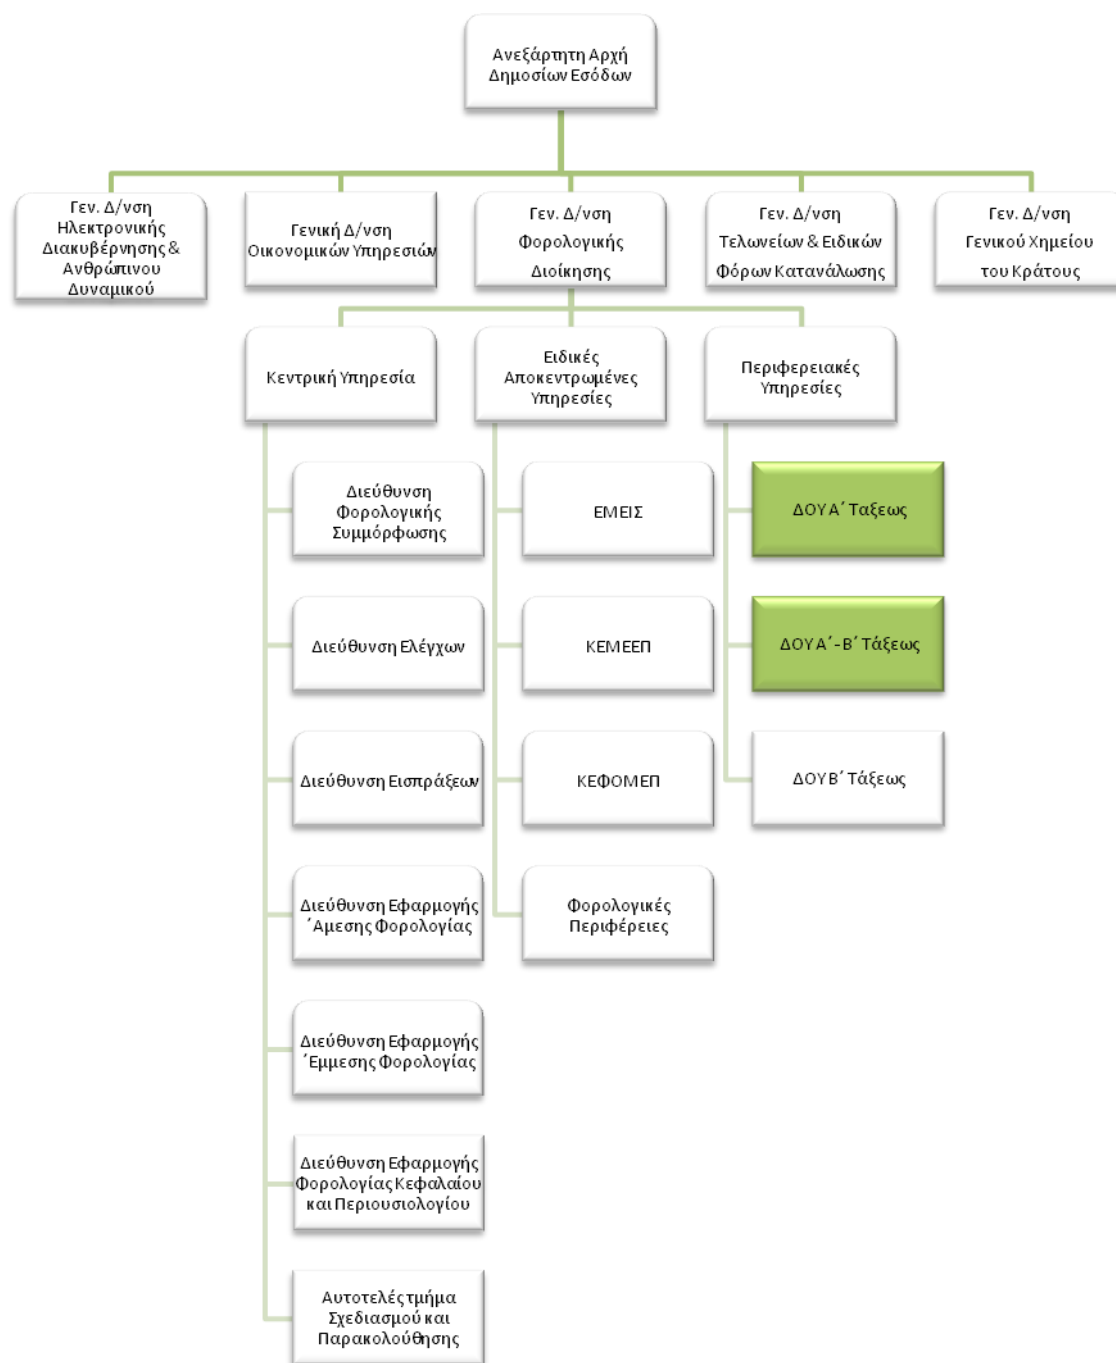 Ανεξάρτητη Αρχή
Δημοσίων Εσόδων
Γεν. Δ/νση
Ηλεκτρονικής
Διακυβέρνησης &
Ανθρώπινου
Δυναμικού
Γενική Δ/νση
Οικονομικών Υπηρεσιών
Γεν. Δ/νση
Φορολογικής
Διοίκησης
Γεν. Δ/νση
Τελωνείων & Ειδικών
Φόρων Κατανάλωσης
Γεν. Δ/νση
Γενικού Χημείου
του Κράτους
Κεντρική Υπηρεσία
Ειδικές
Αποκεντρωμένες
Υπηρεσίες
Περιφερειακές
Υπηρεσίες
Διεύθυνση
Φορολογικής
Συμμόρφωσης
ΕΜΕΙΣ
ΔΟΥ Α΄ Ταξεως
Διεύθυνση Ελέγχων
ΚΕΜΕΕΠ
ΔΟΥ Α΄ - Β΄ Τάξεως
Διεύθυνση Εισπράξεων
ΚΕΦΟΜΕΠ
ΔΟΥ Β΄ Τάξεως
Διεύθυνση Εφαρμογής
΄Αμεσης Φορολογίας
Φορολογικές
Περιφέρειες
Διεύθυνση Εφαρμογής
΄Εμμεσης Φορολογίας
Διεύθυνση Εφαρμογής
Φορολογίας Κεφαλαίου
και Περιουσιολογίου
Αυτοτελές τμήμα
Σχεδιασμού και
Παρακολούθησης